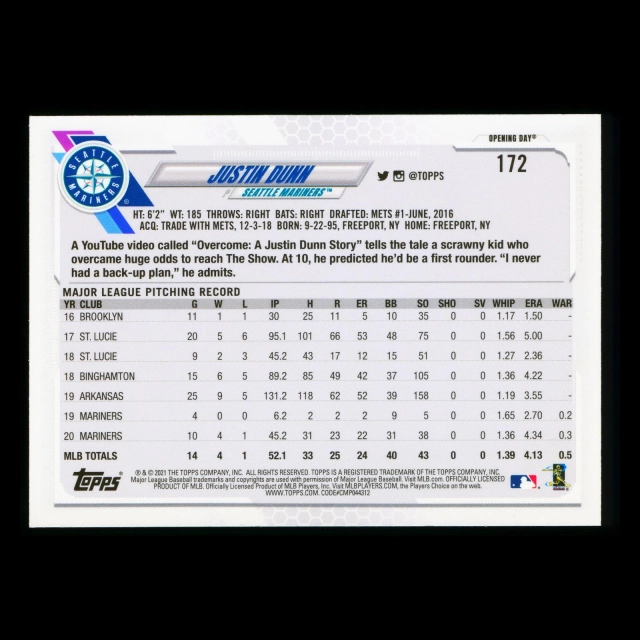 OPENING DAY®
172
SEATTLE MARINERS
JUSTIN DUNN
P SEATTLE MARINERS™
@TOPPS
HT: 6'2" WT: 185 THROWS: RIGHT BATS: RIGHT DRAFTED: METS #1-JUNE, 2016
ACQ: TRADE WITH METS, 12-3-18 BORN: 9-22-95, FREEPORT, NY HOME: FREEPORT, NY
A YouTube video called “Overcome: A Justin Dunn Story” tells the tale a scrawny kid who
overcame huge odds to reach The Show. At 10, he predicted he'd be a first rounder. “I never
had a back-up plan,” he admits.
MAJOR LEAGUE PITCHING RECORD
YR CLUB G W L IP H R ER BB SO SHO SV WHIP ERA WAR
16 BROOKLYN 11 1 1 30 25 11 5 10 35 0 0 1.17 1.50 -
17 ST. LUCIE 20 5 6 95.1 101 66 53 48 75 0 0 1.56 5.00 -
18 ST. LUCIE 9 2 3 45.2 43 17 12 15 51 0 0 1.27 2.36 -
18 BINGHAMTON 15 6 5 89.2 85 49 42 37 105 0 0 1.36 4.22 -
19 ARKANSAS 25 9 5 131.2 118 62 52 39 158 0 0 1.19 3.55 -
19 MARINERS 4 0 0 6.2 2 2 2 9 5 0 0 1.65 2.70 0.2
20 MARINERS 10 4 1 45.2 31 23 22 31 38 0 0 1.36 4.34 0.3
MLB TOTALS 14 4 1 52.1 33 25 24 40 43 0 0 1.39 4.13 0.5
Topps®
® & © 2021 THE TOPPS COMPANY, INC. ALL RIGHTS RESERVED. TOPPS IS A REGISTERED TRADEMARK OF THE TOPPS COMPANY, INC.
Major League Baseball trademarks and copyrights are used with permission of Major League Baseball. Visit MLB.com. OFFICIALLY LICENSED
PRODUCT OF MLB. Officially Licensed Product of MLB Players, Inc. Visit MLBPLAYERS.com, the Players Choice on the web.
WWW.TOPPS.COM. CODE#CMP044312